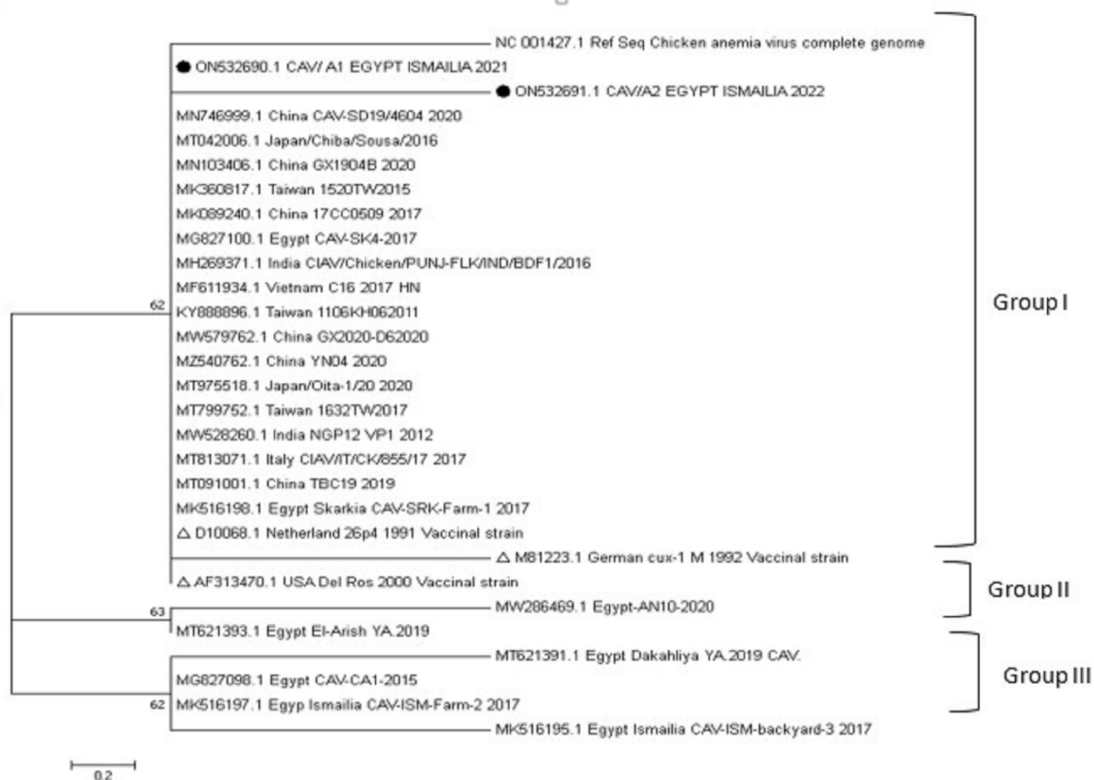 NC 001427.1 Ref Seq Chicken anemia virus complete genome
ON532690.1 CAV/ A1 EGYPT ISMAILIA 2021
ON532691.1 CAV/A2 EGYPT ISMAILIA 2022
MN746999.1 China CAV-SD19/4604 2020
MT042006.1 Japan/Chiba/Sousa/2016
MN103406.1 China GX1904B 2020
MK360817.1 Taiwan 1520TW2015
MK089240.1 China 17CC0509 2017
MG827100.1 Egypt CAV-SK4-2017
MH269371.1 India CIAV/Chicken/PUNJ-FLK/IND/BDF1/2016
MF611934.1 Vietnam C16 2017 HN
62
KY888896.1 Taiwan 1106KH062011
Group I
MW579762.1 China GX2020-D62020
MZ540762.1 China YN04 2020
MT975518.1 Japan/Oita-1/20 2020
MT799752.1 Taiwan 1632TW2017
MW528260.1 India NGP12 VP1 2012
MT813071.1 Italy CIAV/IT/CK/855/17 2017
MT091001.1 China TBC19 2019
MK516198.1 Egypt Skarkia CAV-SRK-Farm-1 2017
D10068.1 Netherland 26p4 1991 Vaccinal strain
M81223.1 German cux-1 M 1992 Vaccinal strain
AF313470.1 USA Del Ros 2000 Vaccinal strain
Group II
63
MW286469.1 Egypt-AN10-2020
MT621393.1 Egypt El-Arish YA.2019
MT621391.1 Egypt Dakahliya YA.2019 CAV.
Group III
MG827098.1 Egypt CAV-CA1-2015
62
MK516197.1 Egyp Ismailia CAV-ISM-Farm-2 2017
MK516195.1 Egypt Ismailia CAV-ISM-backyard-3 2017
0.2